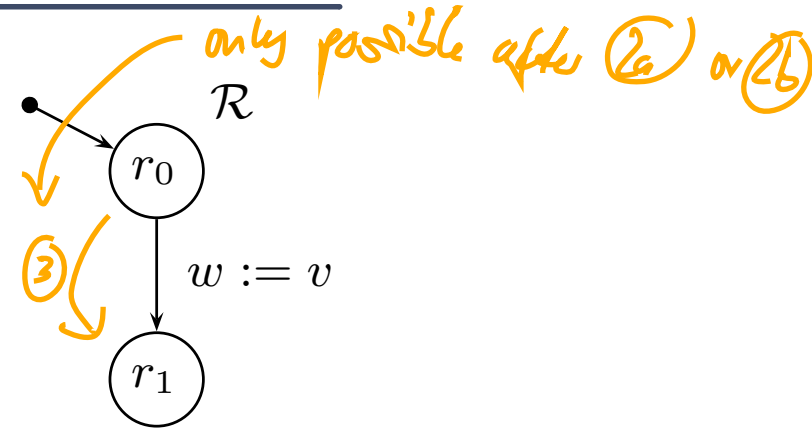 only possible after 2a or 2b
R
r₀
3
w := v
r₁